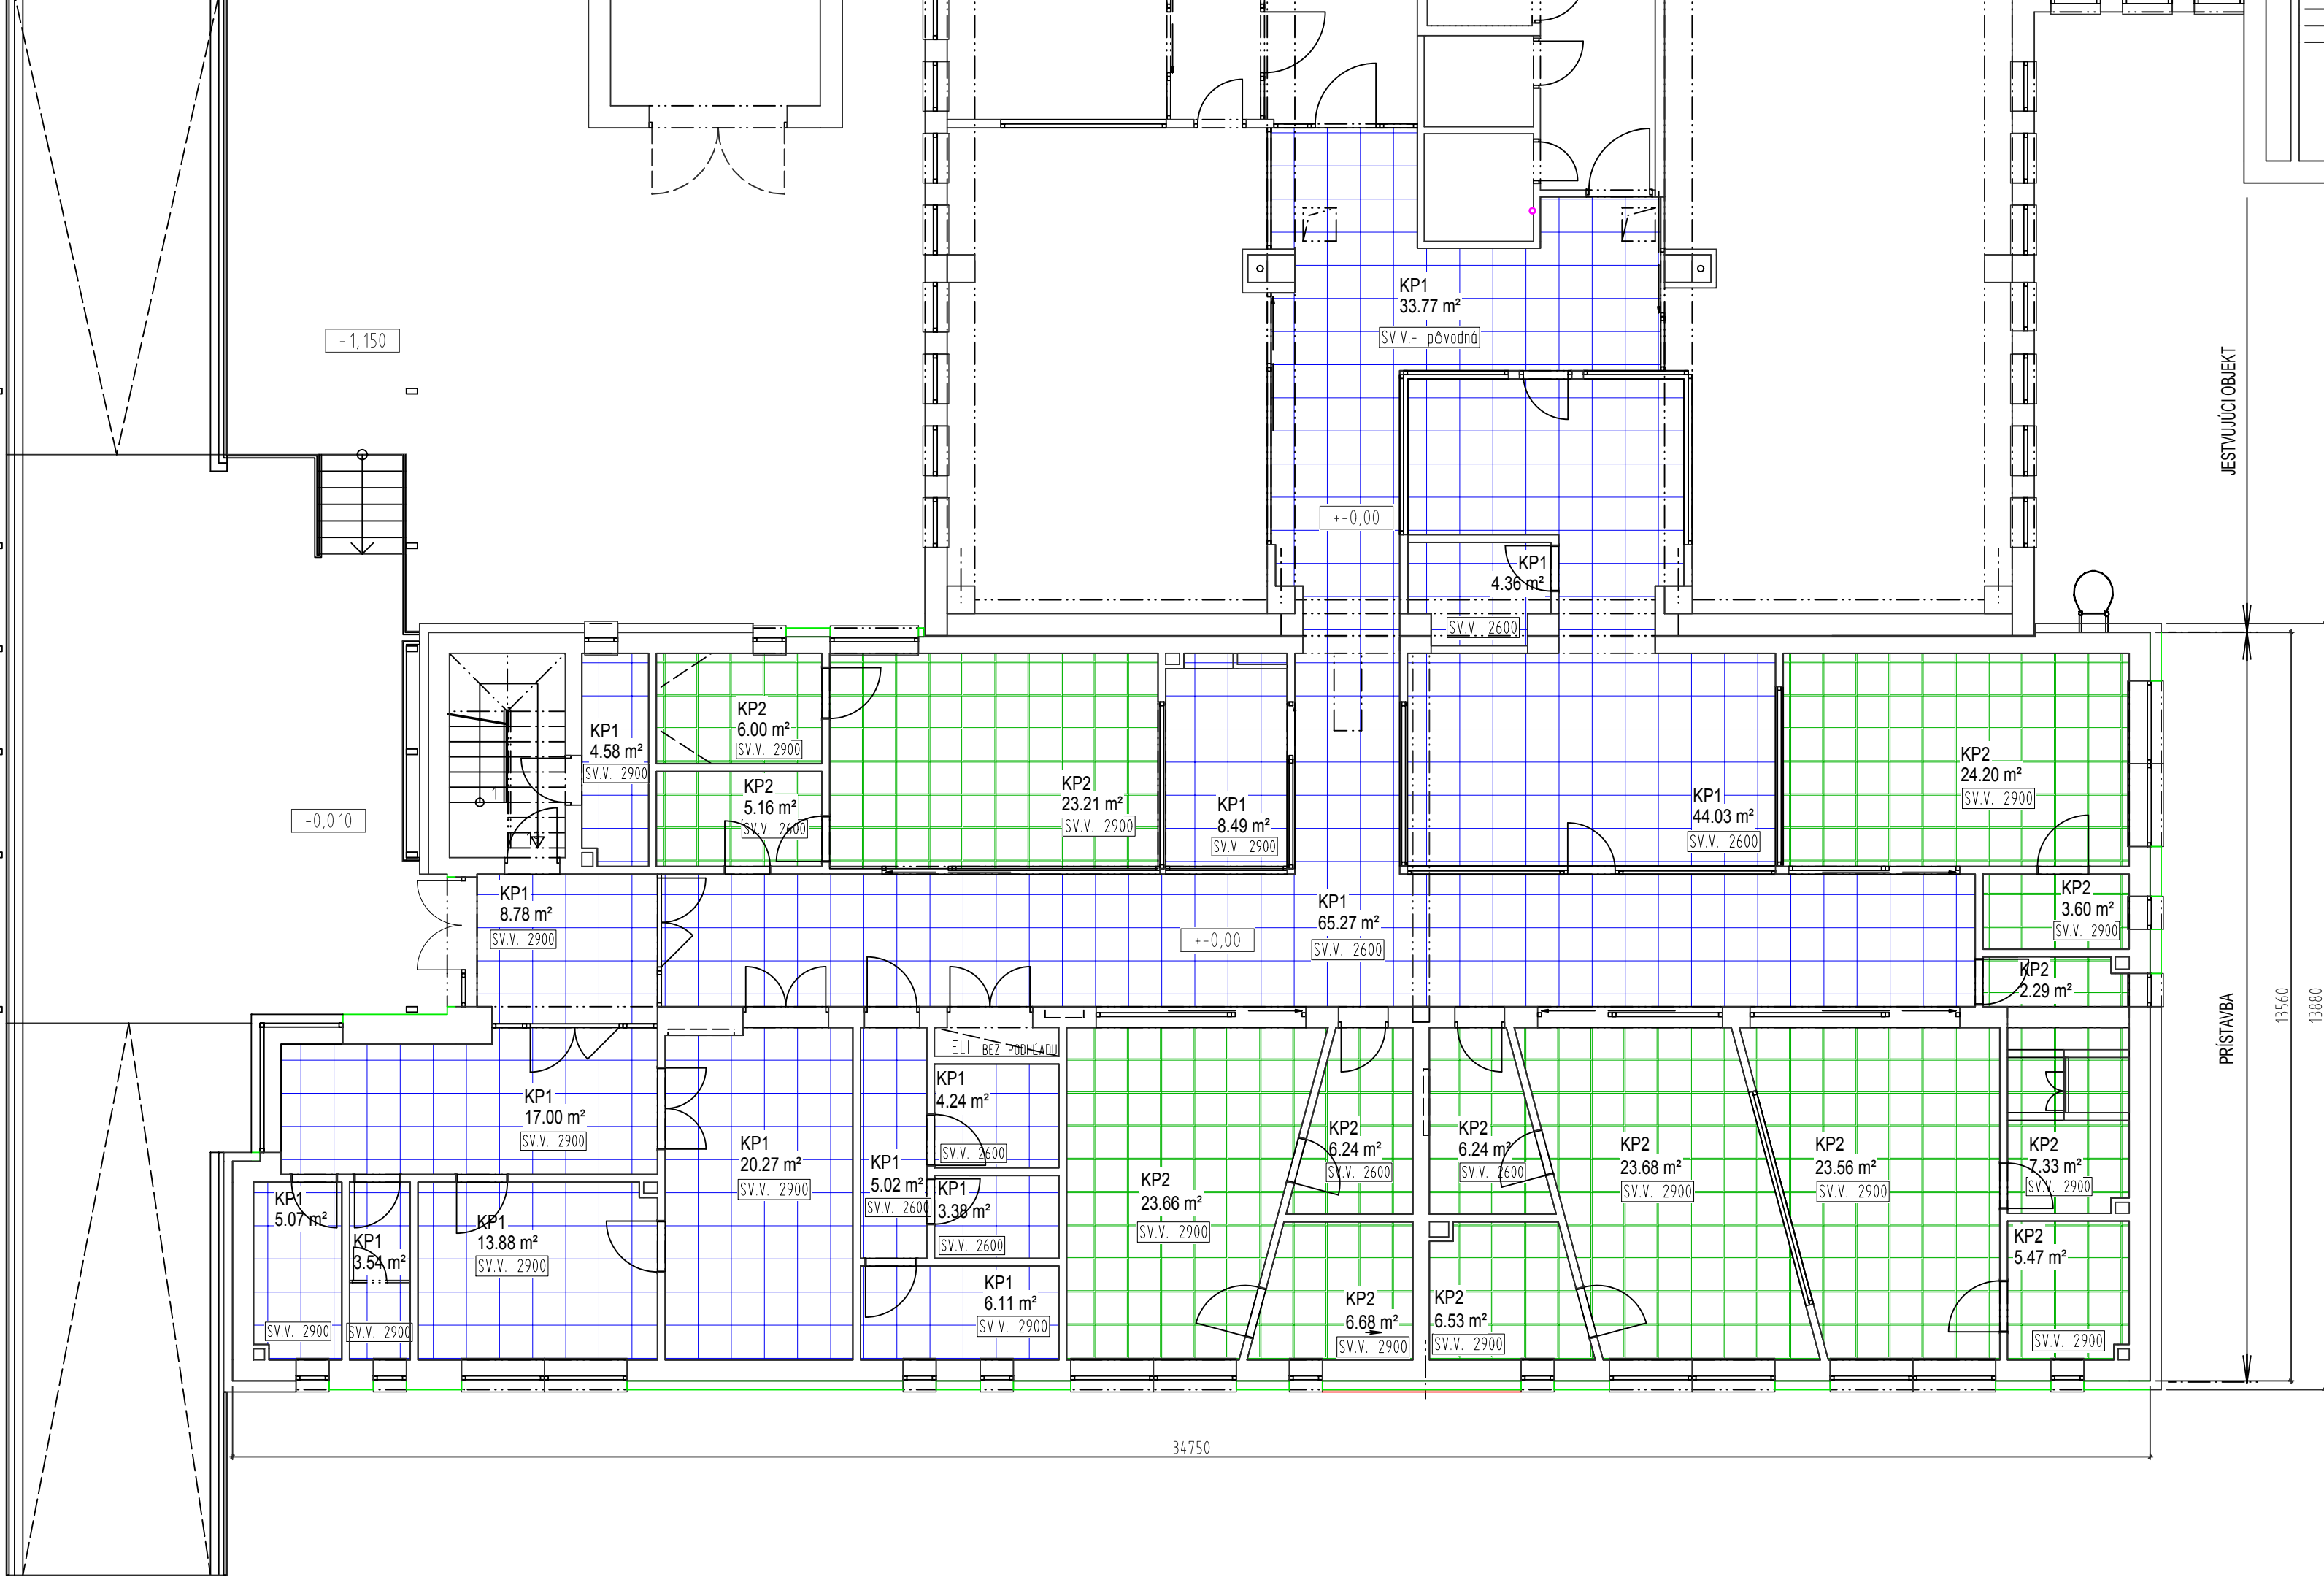 KP1
33.77 m²
SV.V.- pôvodná
-1,150
JESTVUJÚCI OBJEKT
+-0,00
KP1
4.36 m²
SV.V. 2600
KP1
4.58 m²
SV.V. 2900
KP2
6.00 m²
SV.V. 2900
KP2
5.16 m²
SV.V. 2600
KP2
23.21 m²
SV.V. 2900
KP1
8.49 m²
SV.V. 2900
KP1
44.03 m²
SV.V. 2600
KP2
24.20 m²
SV.V. 2900
-0,010
1
KP1
8.78 m²
SV.V. 2900
+-0,00
KP1
65.27 m²
SV.V. 2600
KP2
3.60 m²
SV.V. 2900
KP2
2.29 m²
PRÍSTAVBA
13560
13880
ELI BEZ PODHĽADU
KP1
17.00 m²
SV.V. 2900
KP1
20.27 m²
SV.V. 2900
KP1
5.02 m²
SV.V. 2600
KP1
4.24 m²
SV.V. 2600
KP1
3.38 m²
SV.V. 2600
KP1
6.11 m²
SV.V. 2900
KP2
23.66 m²
SV.V. 2900
KP2
6.24 m²
SV.V. 2600
KP2
6.24 m²
SV.V. 2600
KP2
23.68 m²
SV.V. 2900
KP2
23.56 m²
SV.V. 2900
KP2
7.33 m²
SV.V. 2900
KP1
5.07 m²
SV.V. 2900
KP1
3.54 m²
SV.V. 2900
KP1
13.88 m²
SV.V. 2900
KP2
6.68 m²
SV.V. 2900
KP2
6.53 m²
SV.V. 2900
KP2
5.47 m²
SV.V. 2900
34750